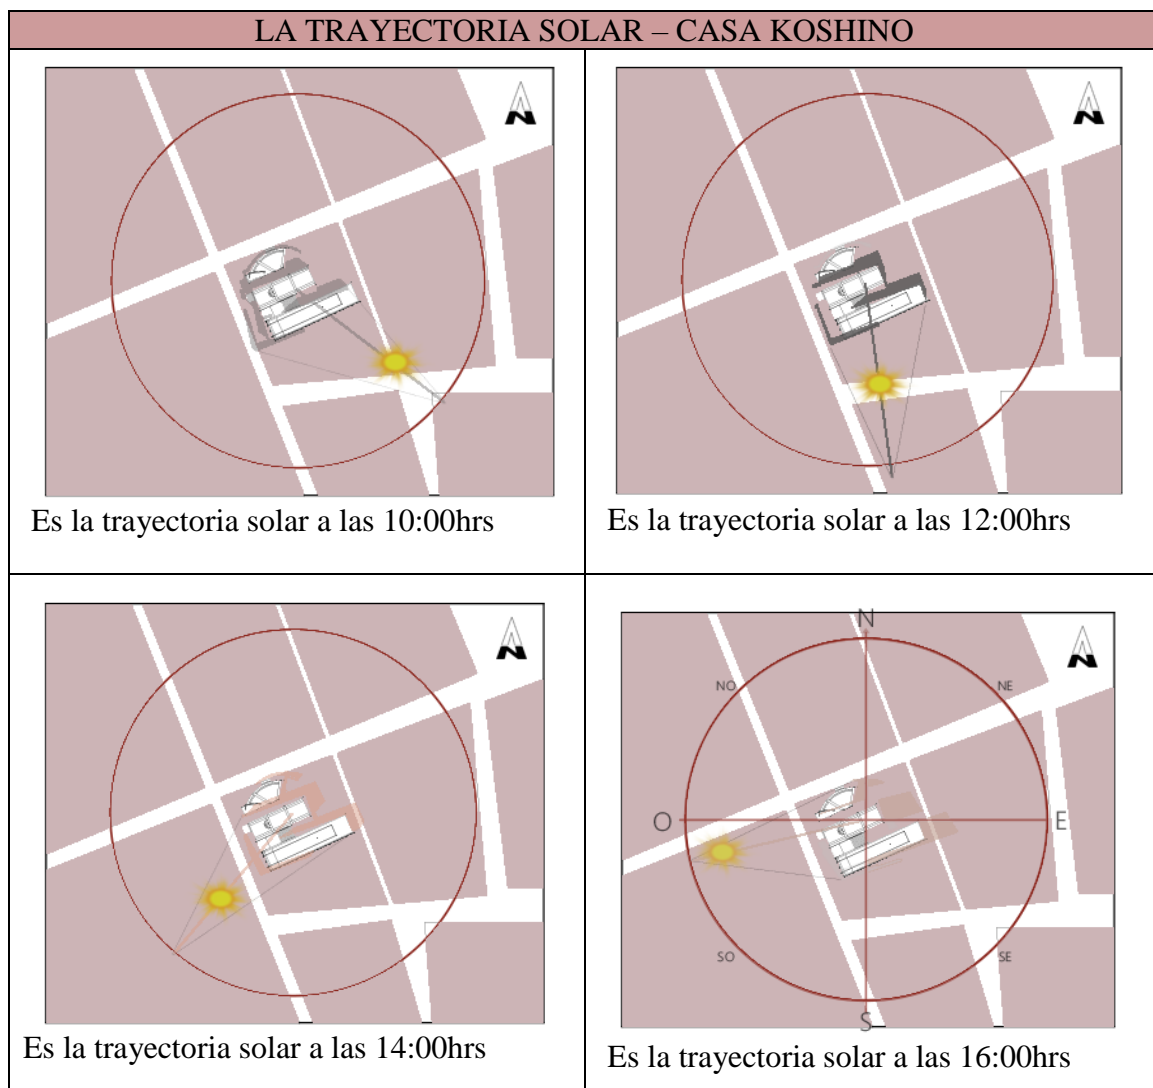 LA TRAYECTORIA SOLAR – CASA KOSHINO
N
N
Es la trayectoria solar a las 10:00hrs
Es la trayectoria solar a las 12:00hrs
N
N
N
NO
NE
O
E
SO
SE
S
Es la trayectoria solar a las 14:00hrs
Es la trayectoria solar a las 16:00hrs